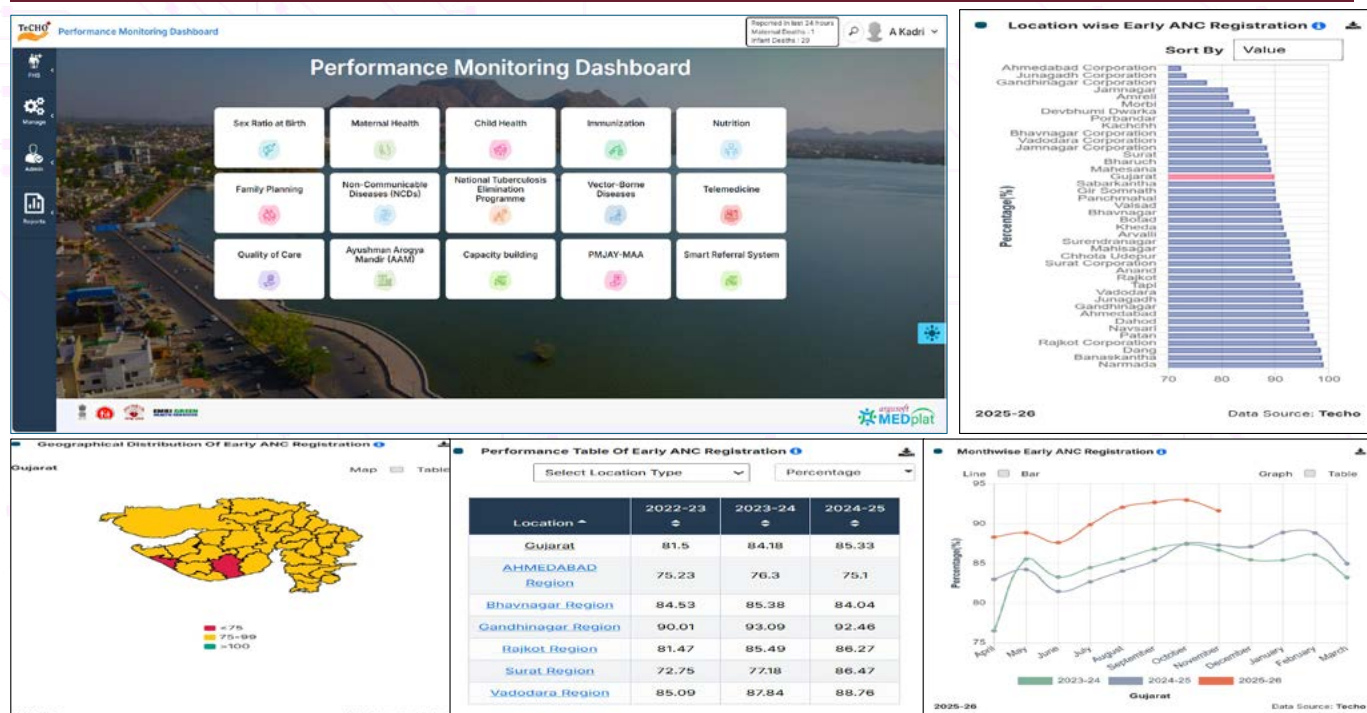 TeCHO+
Performance Monitoring Dashboard
Reported in last 24 hours
Maternal Deaths : 1
Infant Deaths : 20
A Kadri
FHS
Manage
Admin
Reports
Performance Monitoring Dashboard
Sex Ratio at Birth
Maternal Health
Child Health
Immunization
Nutrition
Family Planning
Non-Communicable
Diseases (NCDs)
National Tuberculosis
Elimination
Programme
Vector-Borne
Diseases
Telemedicine
Quality of Care
Ayushman Arogya
Mandir (AAM)
Capacity building
PMJAY-MAA
Smart Referral System
EMRI GREEN
MEDplat
Location wise Early ANC Registration
Sort By Value
Percentage(%)
Ahmedabad Corporation
Junagadh Corporation
Gandhinagar Corporation
Jamnagar
Amreli
Morbi
Devbhumi Dwarka
Porbandar
Kachchh
Bhavnagar Corporation
Vadodara Corporation
Jamnagar Corporation
Surat
Bharuch
Mahesana
Gujarat
Sabarkantha
Gir Somnath
Panchmahal
Valsad
Bhavnagar
Botad
Kheda
Arvalli
Surendranagar
Mahisagar
Chhota Udepur
Surat Corporation
Anand
Rajkot
Tapi
Vadodara
Junagadh
Gandhinagar
Ahmedabad
Dahod
Navsari
Patan
Rajkot Corporation
Dang
Banaskantha
Narmada
70 80 90 100
2025-26 Data Source: Techo
Geographical Distribution Of Early ANC Registration
Gujarat Map Table
<75
75-99
>100
Performance Table Of Early ANC Registration
Select Location Type Percentage
Location 2022-23 2023-24 2024-25
Gujarat 81.5 84.18 85.33
AHMEDABAD
Region 75.23 76.3 75.1
Bhavnagar Region 84.53 85.38 84.04
Gandhinagar Region 90.01 93.09 92.46
Rajkot Region 81.47 85.49 86.27
Surat Region 72.75 77.18 86.47
Vadodara Region 85.09 87.84 88.76
Monthwise Early ANC Registration
Line Bar Graph Table
Percentage(%)
95
90
85
80
75
April May June July August September October November December January February March
2023-24 2024-25 2025-26
Gujarat
2025-26 Data Source: Techo